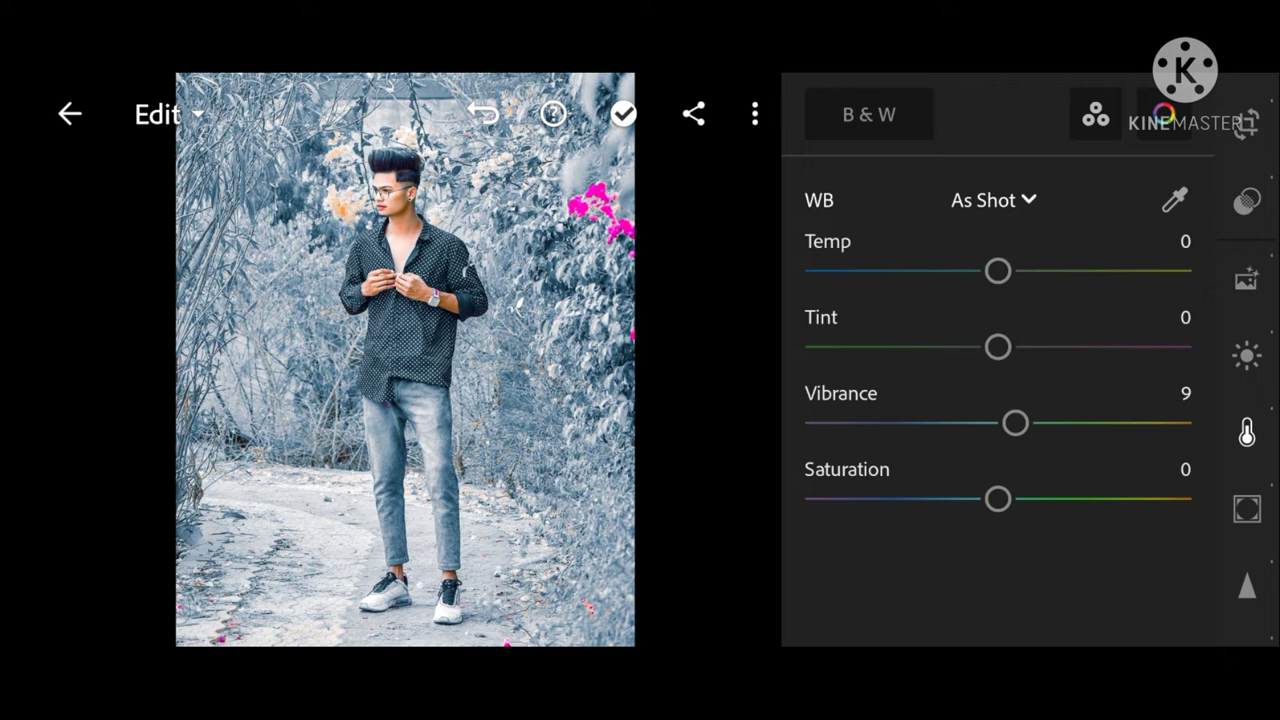 Edit
B & W
K
KINEMASTER
WB As Shot
Temp 0
Tint 0
Vibrance 9
Saturation 0